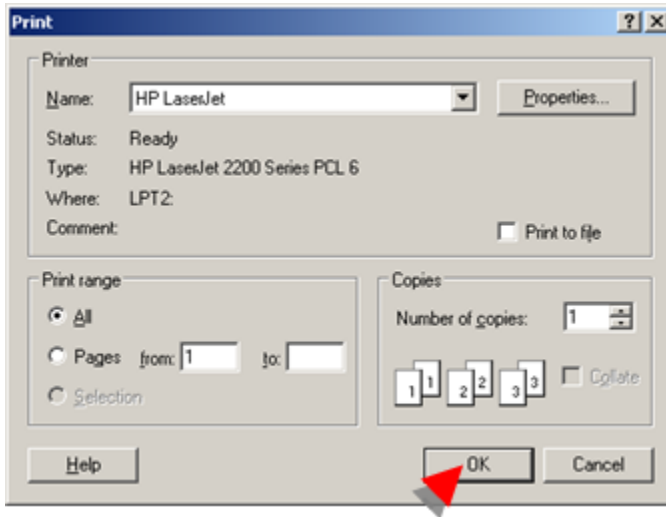 Print
Printer
Name: HP LaserJet Properties...
Status: Ready
Type: HP LaserJet 2200 Series PCL 6
Where: LPT2:
Comment: Print to file
Print range
All
Pages from: 1 to:
Selection
Copies
Number of copies: 1
1 1 2 2 3 3 Collate
Help OK Cancel